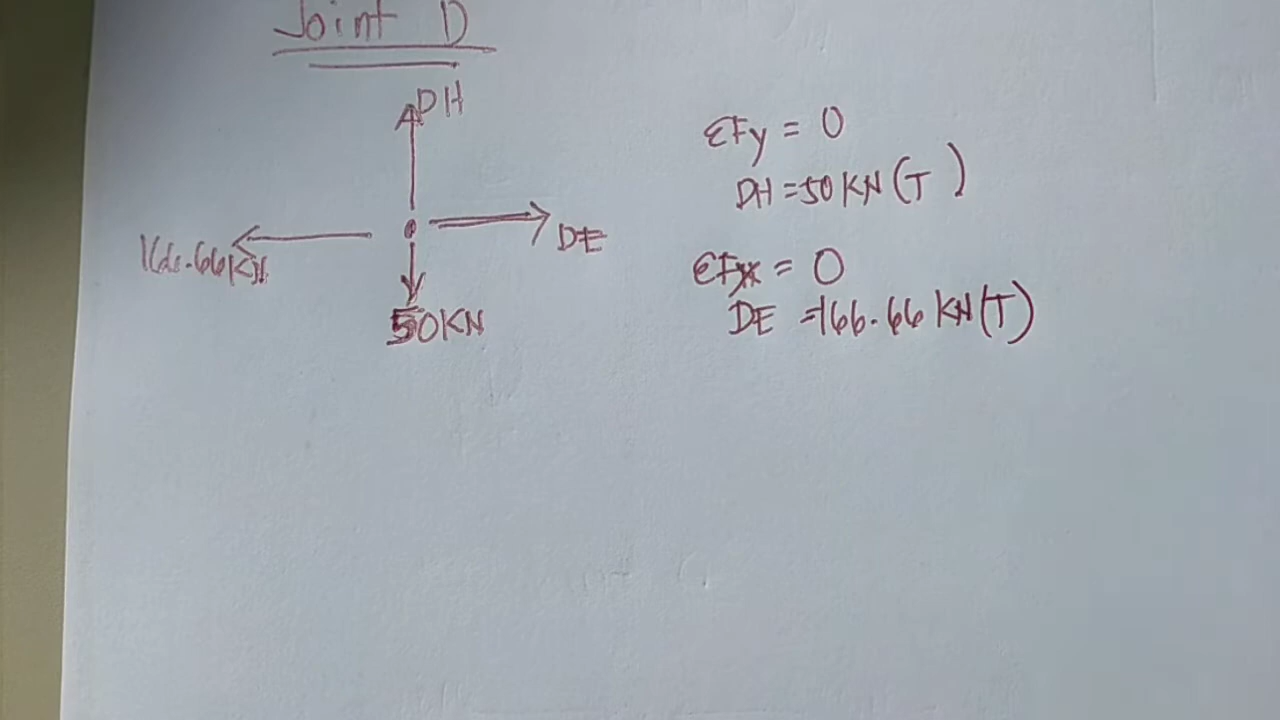 Joint D
DH
ΣFy = 0
DH = 50 KN (T)
166.66KN
DE
ΣFx = 0
50KN
DE = 166.66 KN (T)